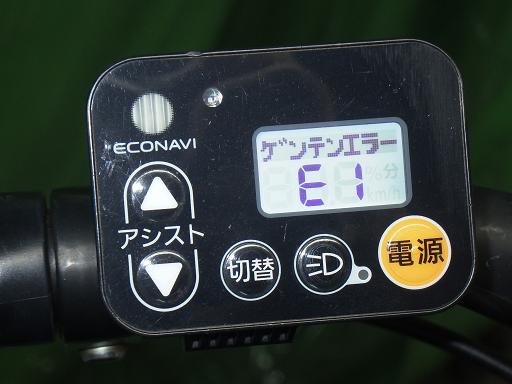 ECONAVI
ゲンテンエラー
E1
%分
km/h
アシスト
切替
電源